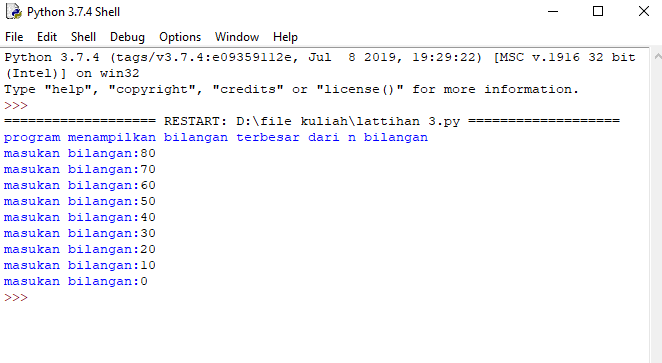 Python 3.7.4 Shell
File Edit Shell Debug Options Window Help
Python 3.7.4 (tags/v3.7.4:e09359112e, Jul  8 2019, 19:29:22) [MSC v.1916 32 bit
(Intel)] on win32
Type "help", "copyright", "credits" or "license()" for more information.
>>>
=================== RESTART: D:\file kuliah\lattihan 3.py ===================
program menampilkan bilangan terbesar dari n bilangan
masukan bilangan:80
masukan bilangan:70
masukan bilangan:60
masukan bilangan:50
masukan bilangan:40
masukan bilangan:30
masukan bilangan:20
masukan bilangan:10
masukan bilangan:0
>>>